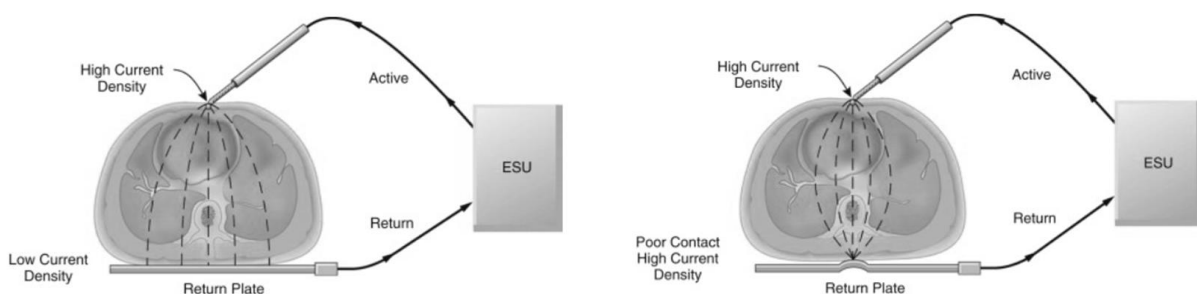 High Current
Density
Active
ESU
Return
Low Current
Density
Return Plate
High Current
Density
Active
ESU
Return
Poor Contact
High Current
Density
Return Plate